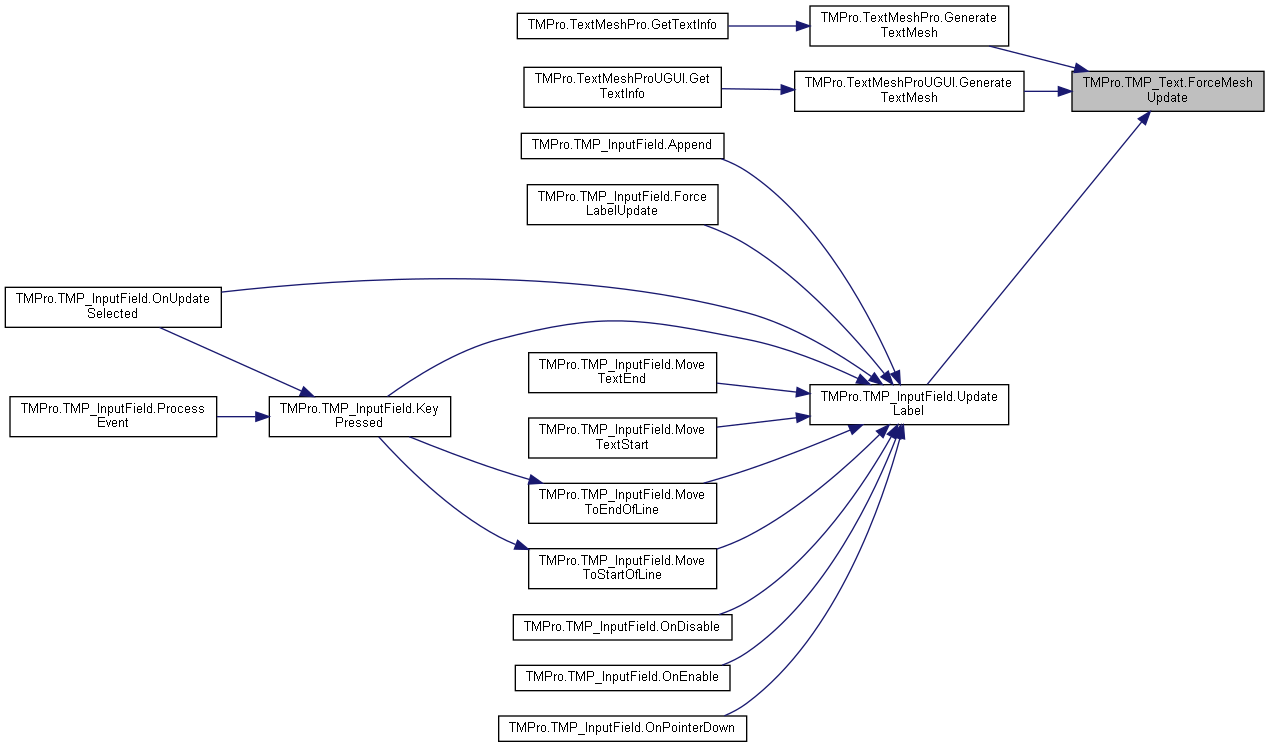 TMPro.TextMeshPro.GetTextInfo
TMPro.TextMeshPro.Generate
TextMesh
TMPro.TextMeshProUGUI.Get
TextInfo
TMPro.TextMeshProUGUI.Generate
TextMesh
TMPro.TMP_Text.ForceMesh
Update
TMPro.TMP_InputField.Append
TMPro.TMP_InputField.Force
LabelUpdate
TMPro.TMP_InputField.OnUpdate
Selected
TMPro.TMP_InputField.Move
TextEnd
TMPro.TMP_InputField.Process
Event
TMPro.TMP_InputField.Key
Pressed
TMPro.TMP_InputField.Update
Label
TMPro.TMP_InputField.Move
TextStart
TMPro.TMP_InputField.Move
ToEndOfLine
TMPro.TMP_InputField.Move
ToStartOfLine
TMPro.TMP_InputField.OnDisable
TMPro.TMP_InputField.OnEnable
TMPro.TMP_InputField.OnPointerDown